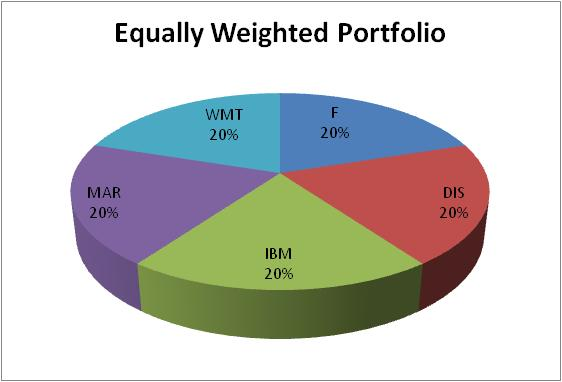 Equally Weighted Portfolio
WMT
20%
F
20%
MAR
20%
DIS
20%
IBM
20%